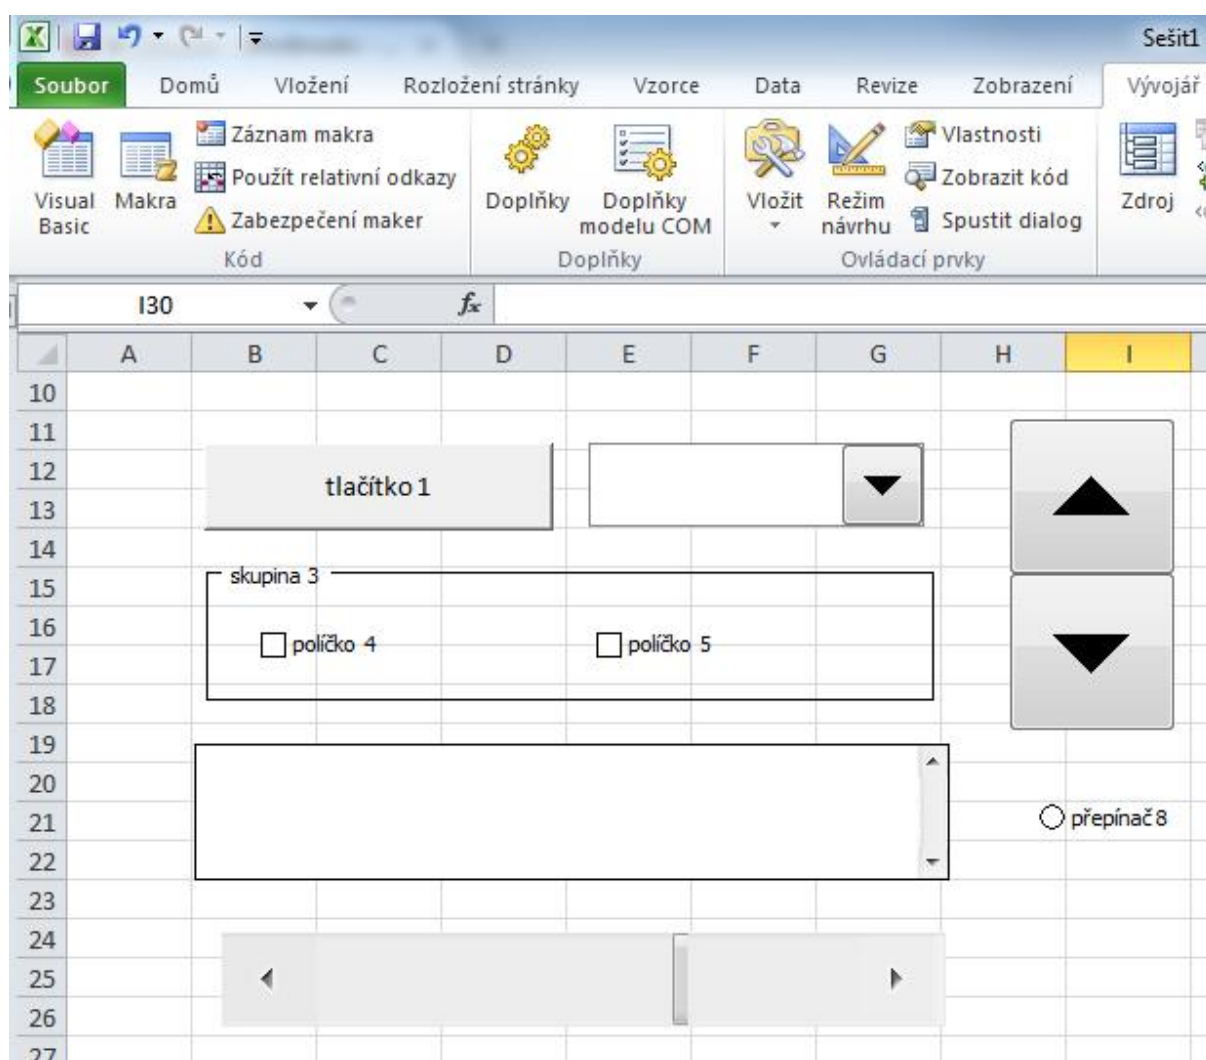 Sešit1
Soubor Domů Vložení Rozložení stránky Vzorce Data Revize Zobrazení Vývojář
Visual Basic
Makra
Záznam makra
Použít relativní odkazy
Zabezpečení maker
Kód
Doplňky
Doplňky modelu COM
Doplňky
Vložit
Režim návrhu
Vlastnosti
Zobrazit kód
Spustit dialog
Ovládací prvky
Zdroj
I30
fx
A B C D E F G H I
10
11
12
tlačítko 1
13
14
15
skupina 3
16
políčko 4 políčko 5
17
18
19
20
21
přepínač 8
22
23
24
25
26
27